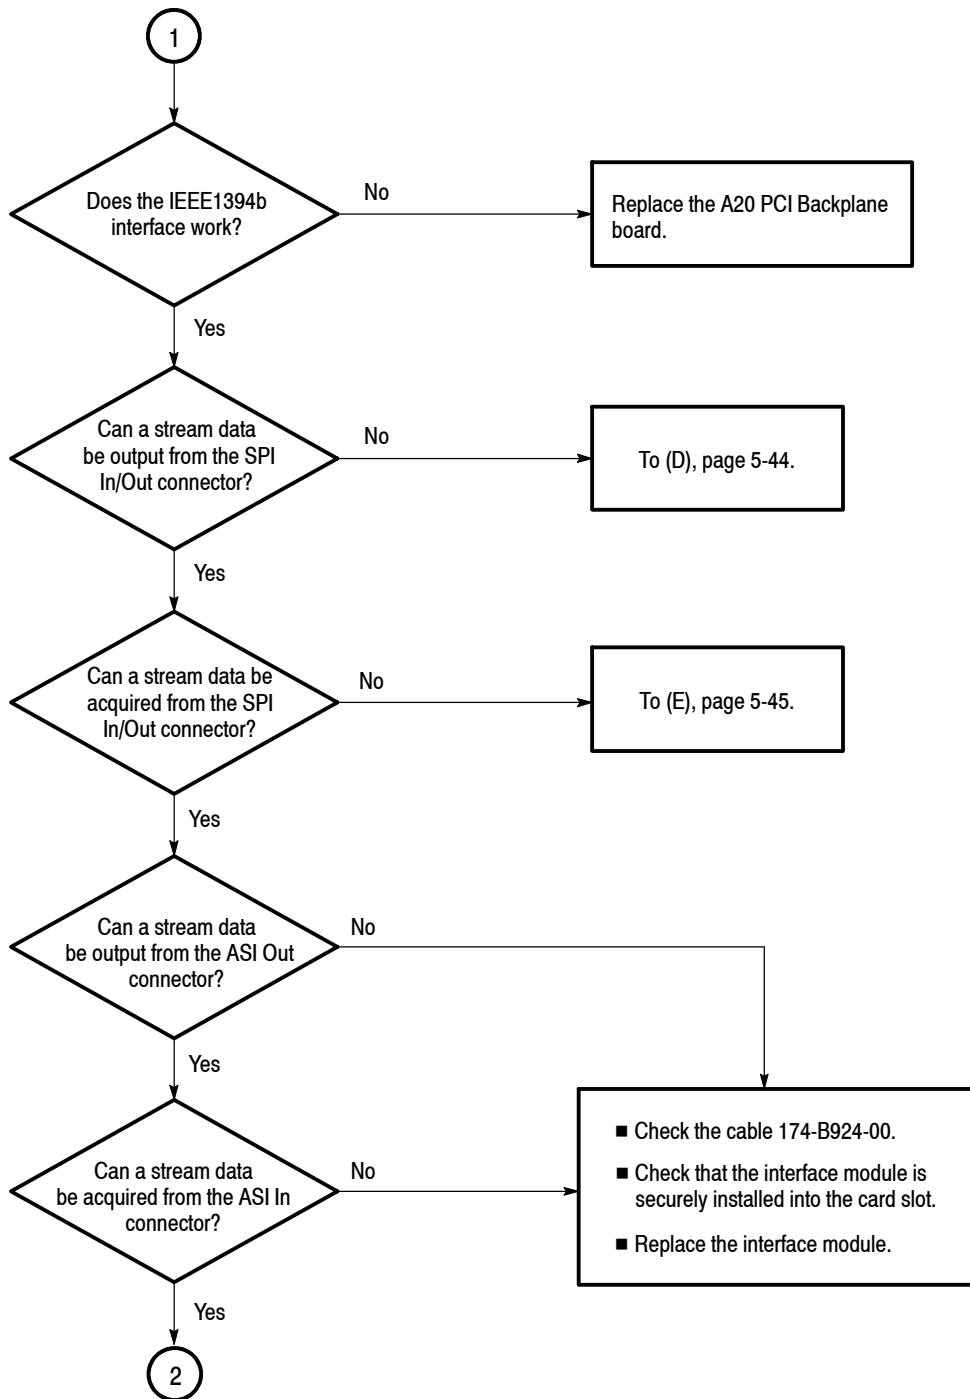 1
Does the IEEE1394b
interface work?
No
Replace the A20 PCI Backplane
board.
Yes
Can a stream data
be output from the SPI
In/Out connector?
No
To (D), page 5-44.
Yes
Can a stream data be
acquired from the SPI
In/Out connector?
No
To (E), page 5-45.
Yes
Can a stream data
be output from the ASI Out
connector?
No
Yes
Can a stream data
be acquired from the ASI In
connector?
No
■ Check the cable 174-B924-00.
■ Check that the interface module is
securely installed into the card slot.
■ Replace the interface module.
Yes
2